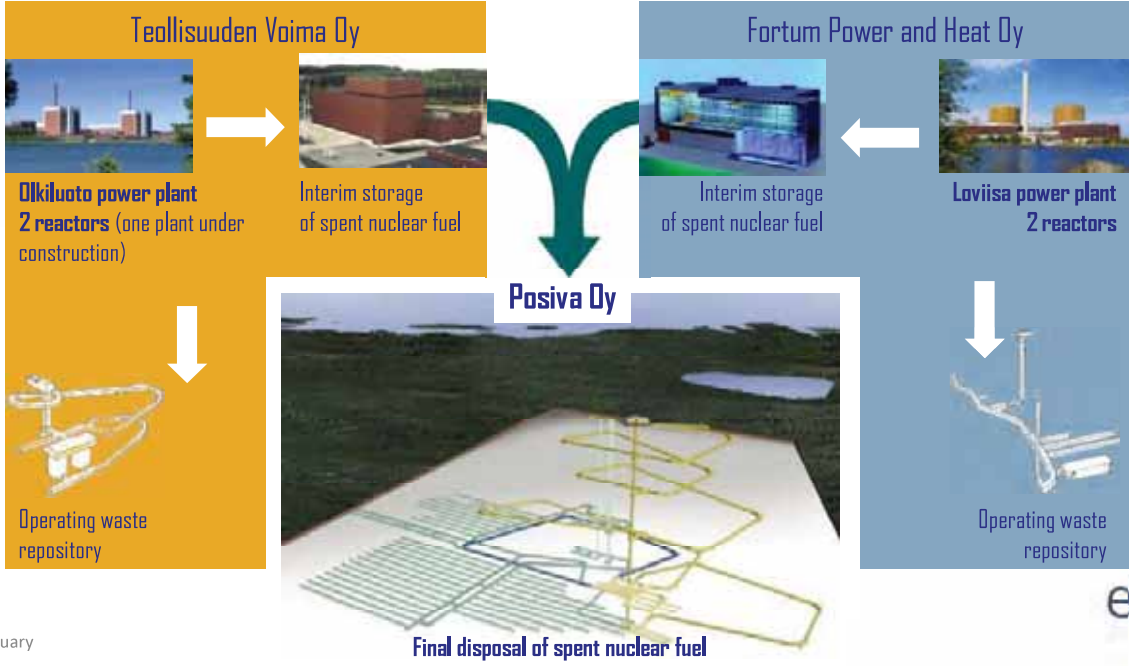 Teollisuuden Voima Oy
Olkiluoto power plant
2 reactors (one plant under
construction)
Interim storage
of spent nuclear fuel
Operating waste
repository
Fortum Power and Heat Oy
Interim storage
of spent nuclear fuel
Loviisa power plant
2 reactors
Operating waste
repository
Posiva Oy
Final disposal of spent nuclear fuel
uary
e